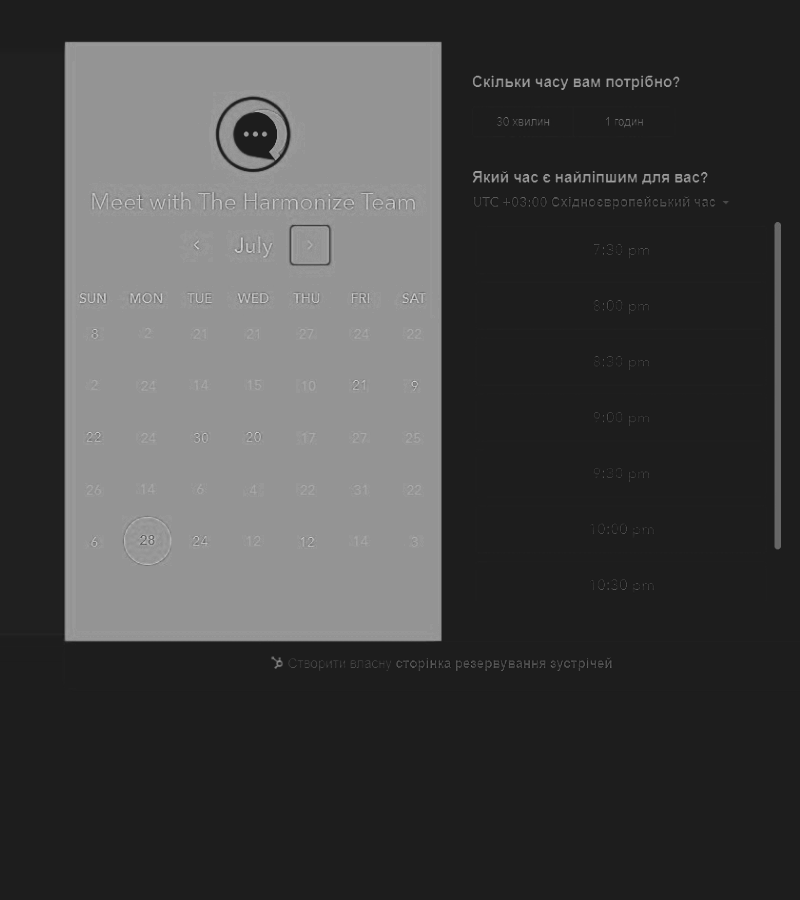 Meet with The Harmonize Team
July
SUN MON TUE WED THU FRI SAT
8 2 21 21 27 24 22
2 24 14 15 10 21 9
22 24 30 20 17 27 25
26 14 6 4 22 31 22
6 28 24 12 12 14 3
Скільки часу вам потрібно?
30 хвилин 1 годин
Який час є найліпшим для вас?
UTC +03:00 Східноєвропейський час
7:30 pm
8:00 pm
8:30 pm
9:00 pm
9:30 pm
10:00 pm
10:30 pm
Створити власну сторінка резервування зустрічей